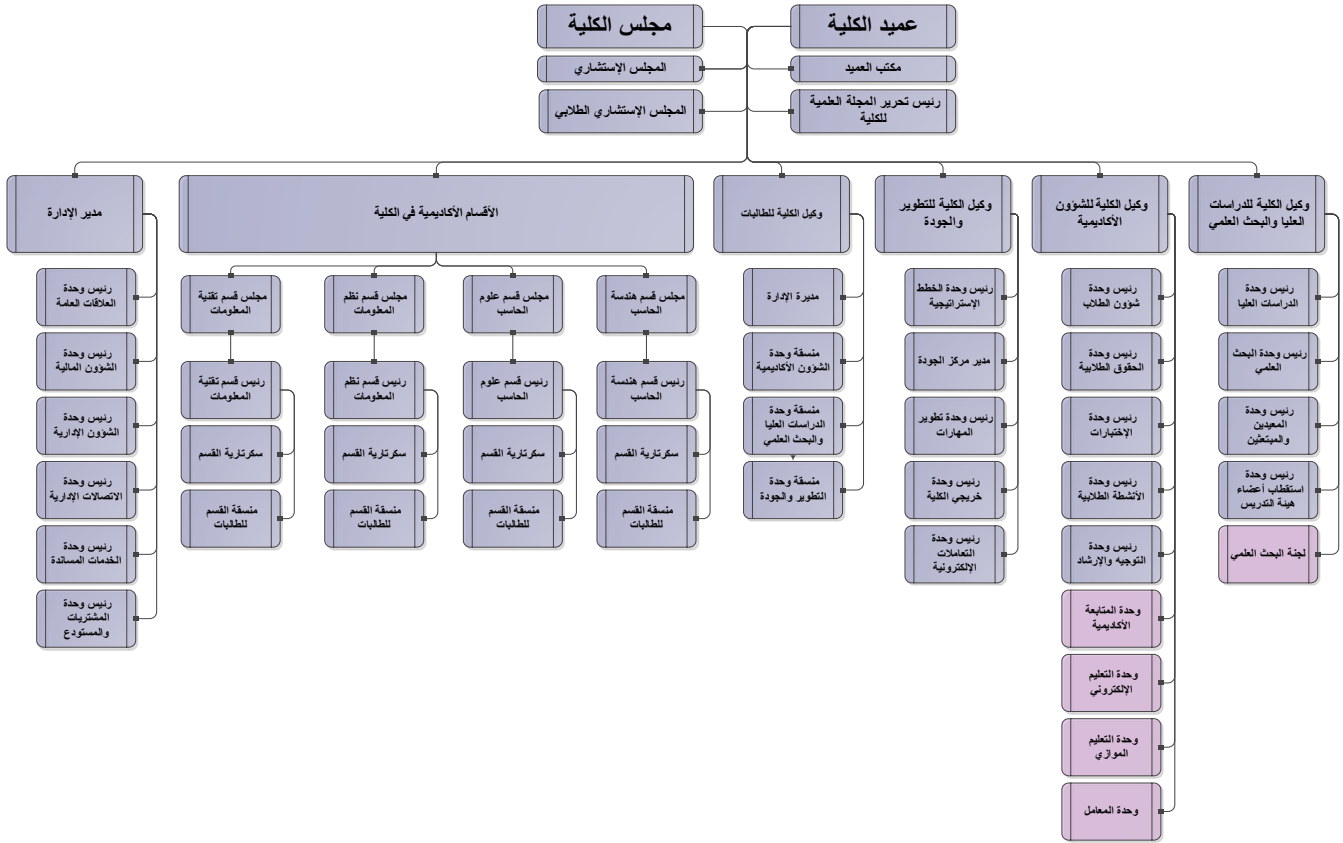 عميد الكلية
مجلس الكلية
مكتب العميد
المجلس الإستشاري
رئيس تحرير المجلة العلمية
للكلية
المجلس الإستشاري الطلابي
وكيل الكلية للدراسات
العليا والبحث العلمي
وكيل الكلية للشؤون
الأكاديمية
وكيل الكلية للتطوير
والجودة
وكيل الكلية للطالبات
الأقسام الأكاديمية في الكلية
مدير الإدارة
رئيس وحدة
الدراسات العليا
رئيس وحدة البحث
العلمي
رئيس وحدة
المعيدين
والمبتعثين
رئيس وحدة
استقطاب أعضاء
هيئة التدريس
لجنة البحث العلمي
رئيس وحدة
شؤون الطلاب
رئيس وحدة
الحقوق الطلابية
رئيس وحدة
الإختبارات
رئيس وحدة
الأنشطة الطلابية
رئيس وحدة
التوجيه والإرشاد
وحدة المتابعة
الأكاديمية
وحدة التعليم
الإلكتروني
وحدة التعليم
الموازي
وحدة المعامل
رئيس وحدة الخطط
الإستراتيجية
مدير مركز الجودة
رئيس وحدة تطوير
المهارات
رئيس وحدة
خريجي الكلية
رئيس وحدة
التعاملات
الإلكترونية
مديرة الإدارة
منسقة وحدة
الشؤون الأكاديمية
منسقة وحدة
الدراسات العليا
والبحث العلمي
منسقة وحدة
التطوير والجودة
مجلس قسم هندسة
الحاسب
رئيس قسم هندسة
الحاسب
سكرتارية القسم
منسقة القسم
للطالبات
مجلس قسم علوم
الحاسب
رئيس قسم علوم
الحاسب
سكرتارية القسم
منسقة القسم
للطالبات
مجلس قسم نظم
المعلومات
رئيس قسم نظم
المعلومات
سكرتارية القسم
منسقة القسم
للطالبات
مجلس قسم تقنية
المعلومات
رئيس قسم تقنية
المعلومات
سكرتارية القسم
منسقة القسم
للطالبات
رئيس وحدة
العلاقات العامة
رئيس وحدة
الشؤون المالية
رئيس وحدة
الشؤون الإدارية
رئيس وحدة
الاتصالات الإدارية
رئيس وحدة
الخدمات المساندة
رئيس وحدة
المشتريات
والمستودع